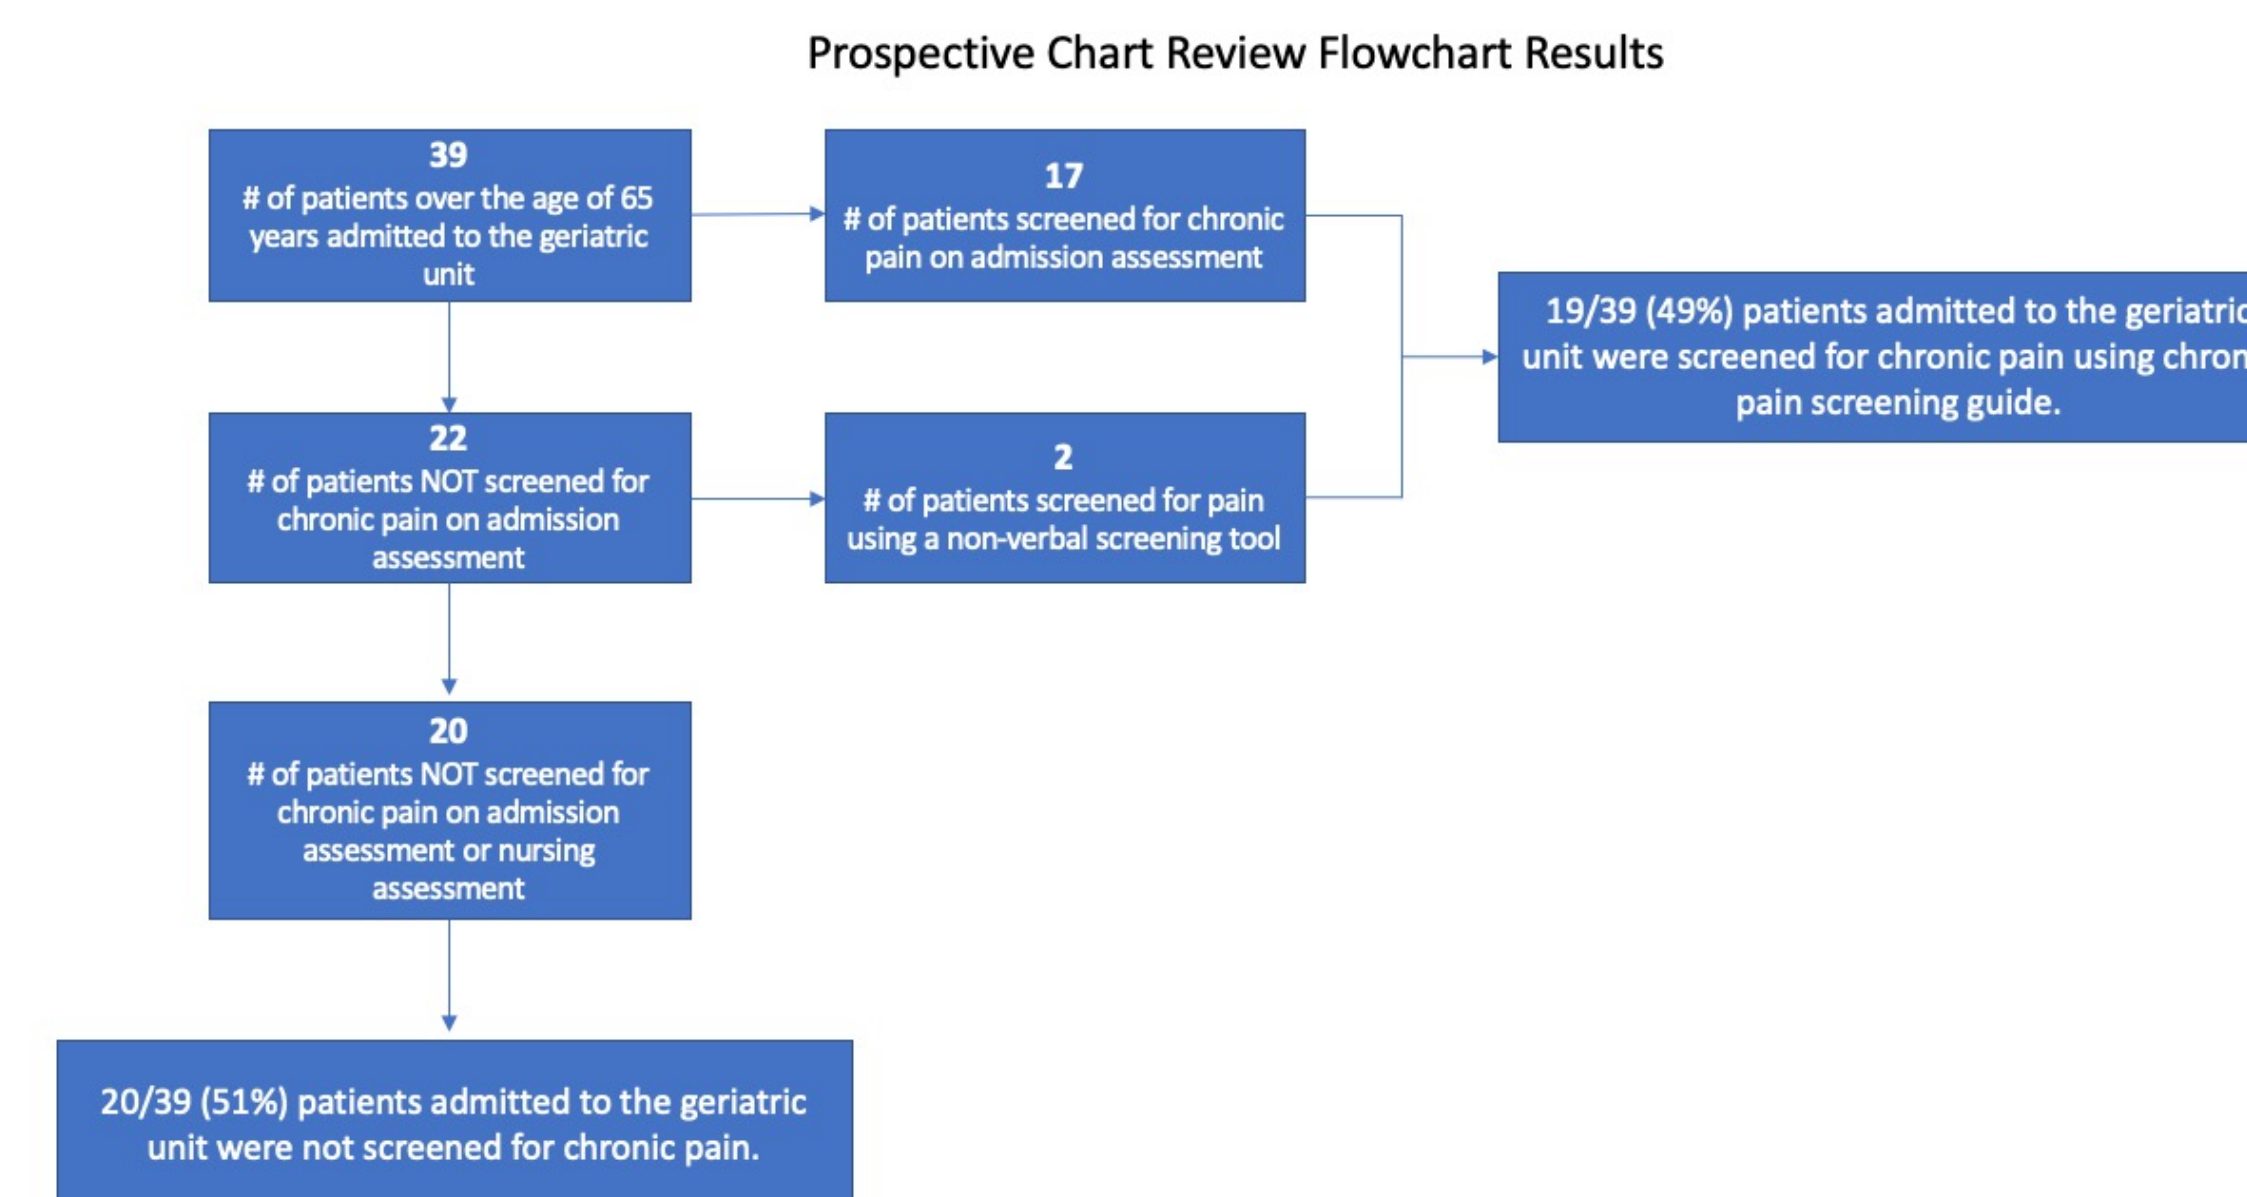 Prospective Chart Review Flowchart Results
39
# of patients over the age of 65
years admitted to the geriatric
unit
17
# of patients screened for chronic
pain on admission assessment
19/39 (49%) patients admitted to the geriatric
unit were screened for chronic pain using chron
pain screening guide.
22
# of patients NOT screened for
chronic pain on admission
assessment
2
# of patients screened for pain
using a non-verbal screening tool
20
# of patients NOT screened for
chronic pain on admission
assessment or nursing
assessment
20/39 (51%) patients admitted to the geriatric
unit were not screened for chronic pain.